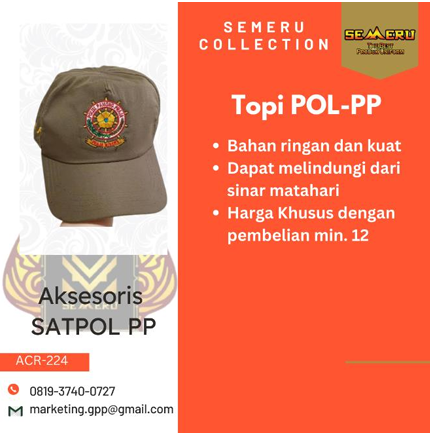 SEMERU
COLLECTION
SEMERU
Topi POL-PP
• Bahan ringan dan kuat
• Dapat melindungi dari
sinar matahari
• Harga Khusus dengan
pembelian min. 12
SEMERU
Aksesoris
SATPOL PP
ACR-224
0819-3740-0727
marketing.gpp@gmail.com